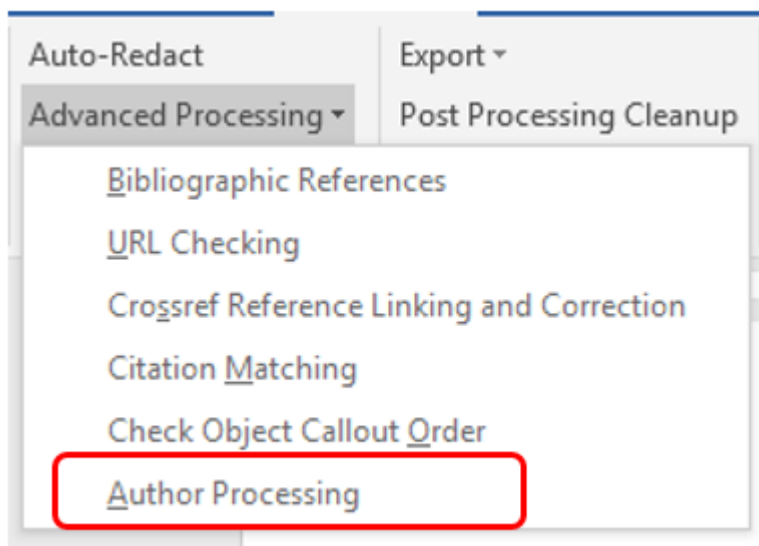 Auto-Redact
Export
Advanced Processing
Post Processing Cleanup
Bibliographic References
URL Checking
Crossref Reference Linking and Correction
Citation Matching
Check Object Callout Order
Author Processing